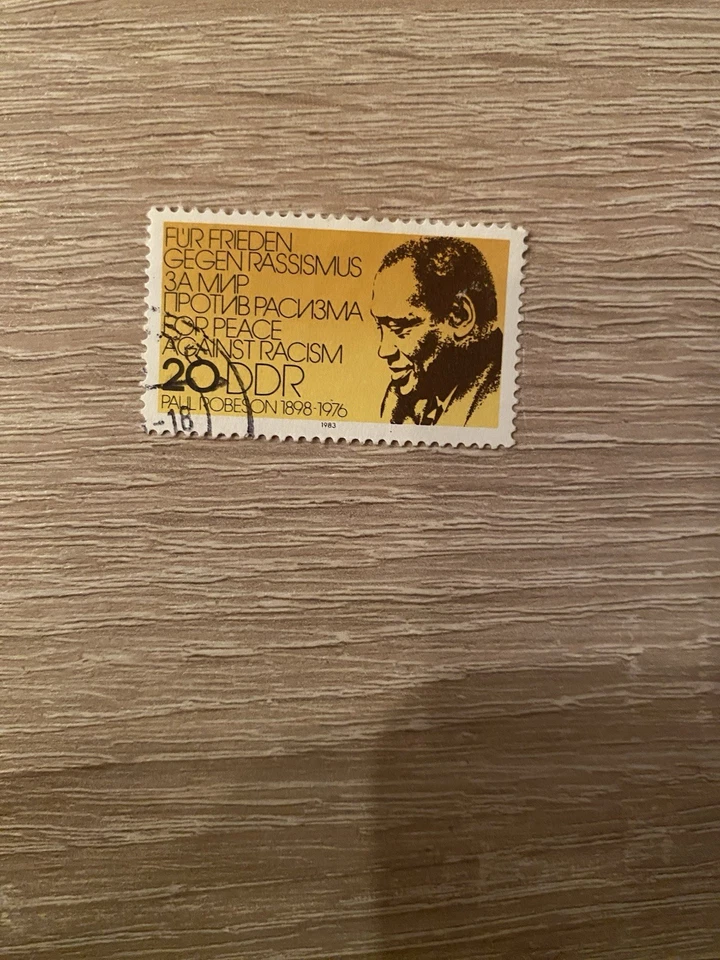 FÜR FRIEDEN
GEGEN RASSISMUS
ЗА МИР
ПРОТИВ РАСИЗМА
FOR PEACE
AGAINST RACISM
20 DDR
PAUL ROBESON 1898-1976
1983
-18